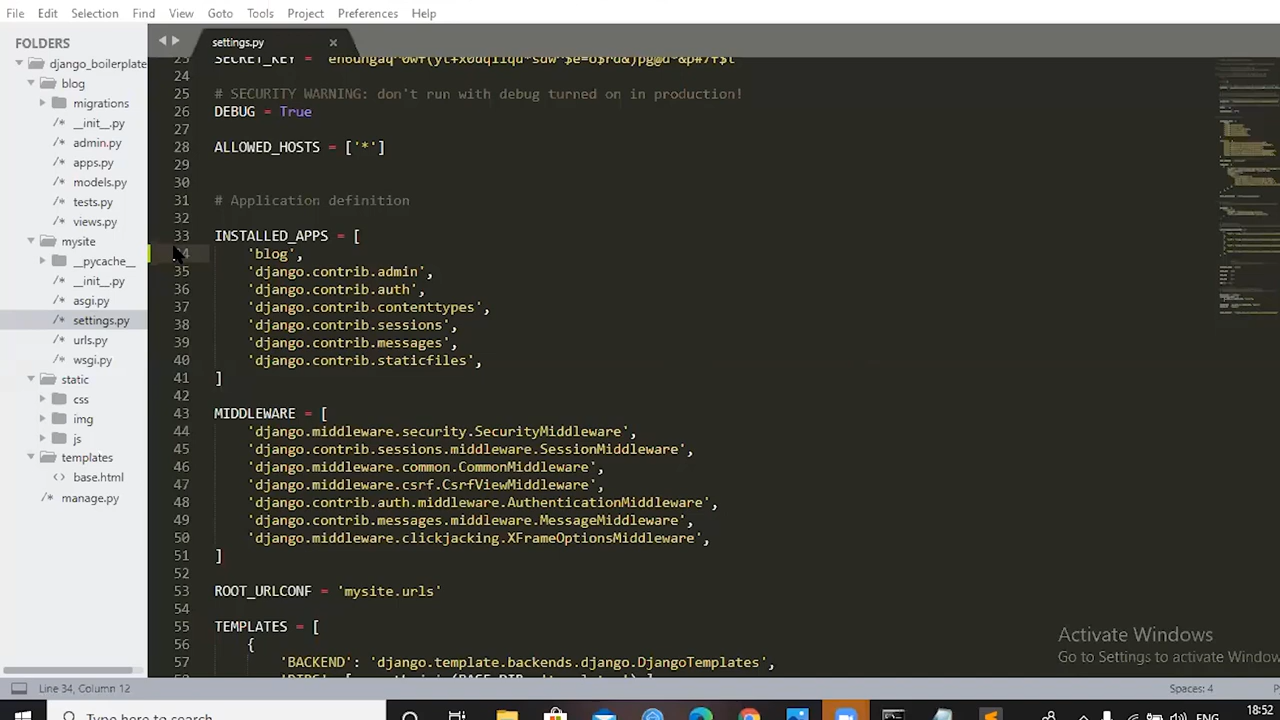 File Edit Selection Find View Goto Tools Project Preferences Help
FOLDERS
django_boilerplate
blog
migrations
__init__.py
admin.py
apps.py
models.py
tests.py
views.py
mysite
__pycache__
__init__.py
asgi.py
settings.py
urls.py
wsgi.py
static
css
img
js
templates
base.html
manage.py
settings.py
23 SECRET_KEY =
24
25 # SECURITY WARNING: don't run with debug turned on in production!
26 DEBUG = True
27
28 ALLOWED_HOSTS = ['*']
29
30
31 # Application definition
32
33 INSTALLED_APPS = [
34 'blog',
35 'django.contrib.admin',
36 'django.contrib.auth',
37 'django.contrib.contenttypes',
38 'django.contrib.sessions',
39 'django.contrib.messages',
40 'django.contrib.staticfiles',
41 ]
42
43 MIDDLEWARE = [
44 'django.middleware.security.SecurityMiddleware',
45 'django.contrib.sessions.middleware.SessionMiddleware',
46 'django.middleware.common.CommonMiddleware',
47 'django.middleware.csrf.CsrfViewMiddleware',
48 'django.contrib.auth.middleware.AuthenticationMiddleware',
49 'django.contrib.messages.middleware.MessageMiddleware',
50 'django.middleware.clickjacking.XFrameOptionsMiddleware',
51 ]
52
53 ROOT_URLCONF = 'mysite.urls'
54
55 TEMPLATES = [
56 {
57 'BACKEND': 'django.template.backends.django.DjangoTemplates',
Activate Windows
Go to Settings to activate Window
Line 34, Column 12
Spaces: 4
Type here to search
ENG
18:52